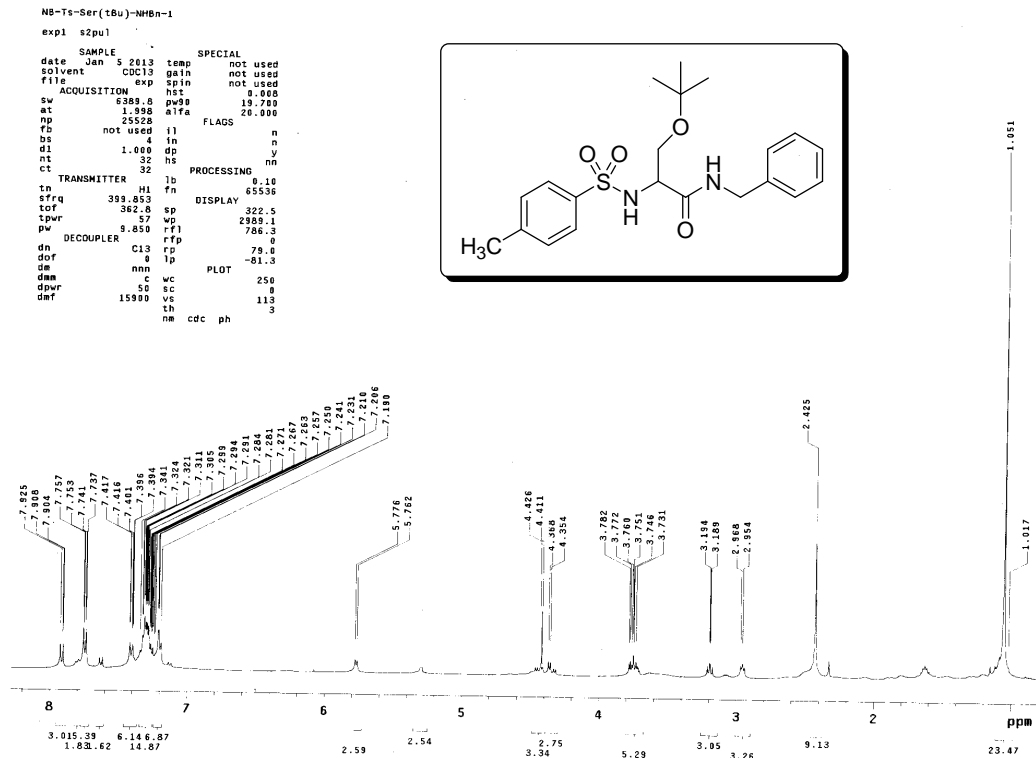 NB-Ts-Ser(tBu)-NHBn-1
exp1 s2pul
SAMPLE
date Jan 5 2013
solvent CDCl3
file exp
ACQUISITION
sw 6389.8
at 1.998
np 25528
fb not used
bs 4
d1 1.000
nt 32
ct 32
TRANSMITTER
tn H1
sfrq 399.853
tof 362.8
tpwr 57
pw 9.850
DECOUPLER
dn C13
dof 0
dm nnn
dmm c
dpwr 50
dmf 15900
SPECIAL
temp not used
gain not used
spin not used
hst 0.008
pw90 19.700
alfa 20.000
FLAGS
il n
in n
dp y
hs nn
PROCESSING
lb 0.10
fn 65536
DISPLAY
sp 322.5
wp 2989.1
rfl 786.3
rfp 0
rp 79.0
lp -81.3
PLOT
wc 250
sc 0
vs 113
th 3
nm cdc ph
O
O O
S
N
H
H
N
O
H3C
7.925
7.908
7.904
7.757
7.753
7.741
7.737
7.417
7.416
7.401
7.396
7.394
7.341
7.324
7.321
7.311
7.305
7.299
7.294
7.291
7.284
7.281
7.271
7.267
7.263
7.257
7.250
7.241
7.231
7.210
7.206
7.190
5.776
5.762
4.426
4.411
4.368
4.354
3.782
3.772
3.760
3.751
3.746
3.731
3.194
3.189
2.968
2.954
2.425
1.051
1.017
8 7 6 5 4 3 2 ppm
3.01 5.39 6.14 6.87 2.59 2.54 2.75 5.29 3.05 9.13 23.47
1.83 1.62 14.87 3.34 3.26